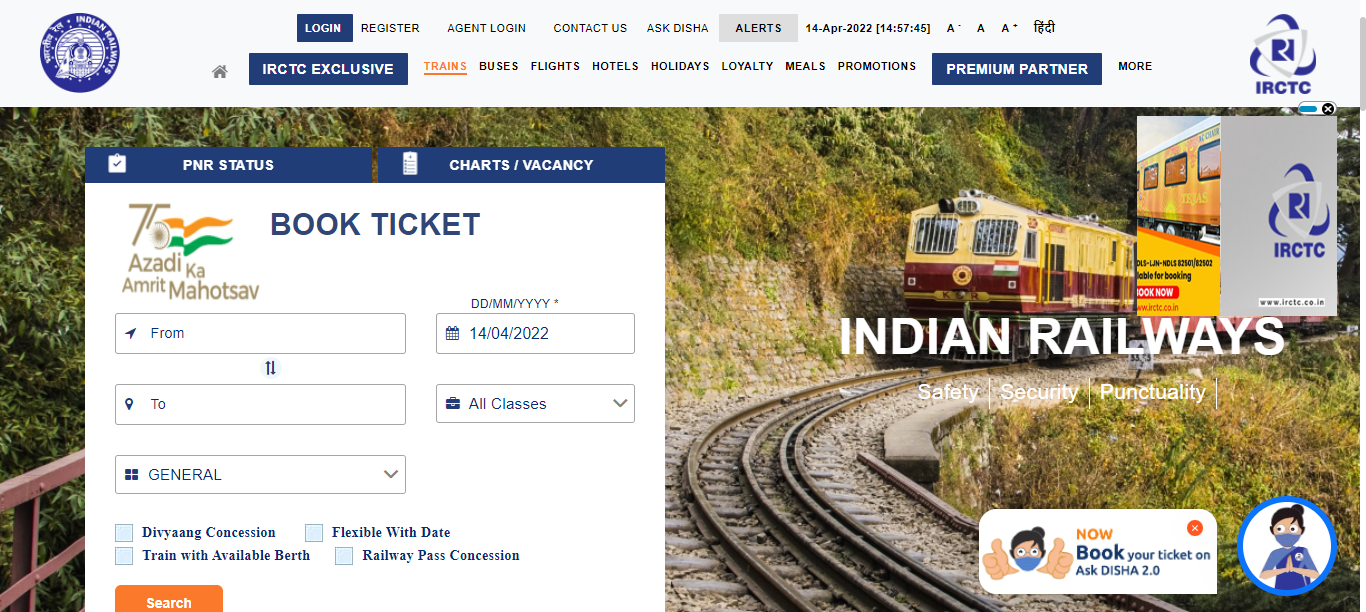 LOGIN REGISTER AGENT LOGIN CONTACT US ASK DISHA ALERTS 14-Apr-2022 [14:57:45] A- A A+ हिंदी
INDIAN RAILWAYS
भारतीय रेल
IRCTC EXCLUSIVE TRAINS BUSES FLIGHTS HOTELS HOLIDAYS LOYALTY MEALS PROMOTIONS PREMIUM PARTNER MORE
IRCTC
PNR STATUS CHARTS / VACANCY
75
Azadi Ka
Amrit Mahotsav
BOOK TICKET
DD/MM/YYYY *
From 14/04/2022
To All Classes
GENERAL
Divyaang Concession Flexible With Date
Train with Available Berth Railway Pass Concession
Search
TEJAS
IRCTC
DLS-LJN-NDLS 82501/82502
lable for booking
BOOK NOW
www.irctc.co.in
INDIAN RAILWAYS
Safety Security Punctuality
NOW
Book your ticket on
Ask DISHA 2.0